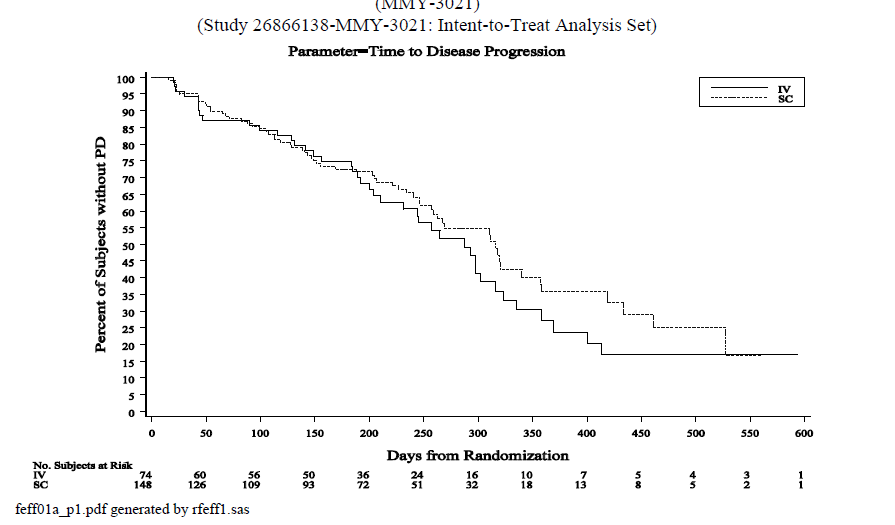 (MMY-3021)
(Study 26866138-MMY-3021: Intent-to-Treat Analysis Set)
Parameter=Time to Disease Progression
IV
SC
Percent of Subjects without PD
100
95
90
85
80
75
70
65
60
55
50
45
40
35
30
25
20
15
10
5
0
0 50 100 150 200 250 300 350 400 450 500 550 600
Days from Randomization
No. Subjects at Risk
IV 74 60 56 50 36 24 16 10 7 5 4 3 1
SC 148 126 109 93 72 51 32 18 13 8 5 2 1
feff01a_p1.pdf generated by rfeff1.sas